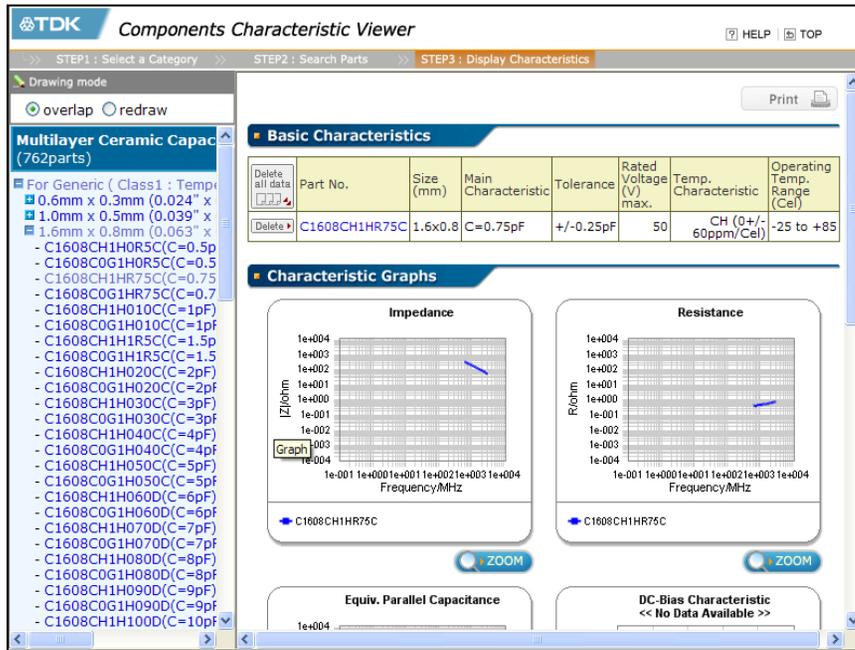 TDK Components Characteristic Viewer
? HELP TOP
>> STEP1 : Select a Category >> STEP2 : Search Parts >> STEP3 : Display Characteristics
Drawing mode
overlap redraw
Print
Multilayer Ceramic Capac
(762parts)
For Generic ( Class1 : Tempe
0.6mm x 0.3mm (0.024" x
1.0mm x 0.5mm (0.039" x
1.6mm x 0.8mm (0.063" x
- C1608CH1H0R5C(C=0.5p
- C1608C0G1H0R5C(C=0.5
- C1608CH1HR75C(C=0.75
- C1608C0G1HR75C(C=0.7
- C1608CH1H010C(C=1pF)
- C1608C0G1H010C(C=1pF
- C1608CH1H1R5C(C=1.5p
- C1608C0G1H1R5C(C=1.5
- C1608CH1H020C(C=2pF)
- C1608C0G1H020C(C=2pF
- C1608CH1H030C(C=3pF)
- C1608C0G1H030C(C=3pF
- C1608CH1H040C(C=4pF)
- C1608C0G1H040C(C=4pF
- C1608CH1H050C(C=5pF)
- C1608C0G1H050C(C=5pF
- C1608CH1H060D(C=6pF)
- C1608C0G1H060D(C=6pF
- C1608CH1H070D(C=7pF)
- C1608C0G1H070D(C=7pF
- C1608CH1H080D(C=8pF)
- C1608C0G1H080D(C=8pF
- C1608CH1H090D(C=9pF)
- C1608C0G1H090D(C=9pF
- C1608CH1H100D(C=10pF
Basic Characteristics
Delete all data
Part No.
Size (mm)
Main Characteristic
Tolerance
Rated Voltage (V) max.
Temp. Characteristic
Operating Temp. Range (Cel)
Delete
C1608CH1HR75C
1.6x0.8
C=0.75pF
+/-0.25pF
50
CH (0+/-60ppm/Cel)
-25 to +85
Characteristic Graphs
Impedance
1e+004
1e+003
1e+002
1e+001
1e+000
1e-001
1e-002
-003
-004
|Z|/ohm
Graph
1e-001 1e+000 1e+001 1e+002 1e+003 1e+004
Frequency/MHz
C1608CH1HR75C
ZOOM
Resistance
1e+004
1e+003
1e+002
1e+001
1e+000
1e-001
1e-002
1e-003
1e-004
R/ohm
1e-001 1e+000 1e+001 1e+002 1e+003 1e+004
Frequency/MHz
C1608CH1HR75C
ZOOM
Equiv. Parallel Capacitance
1e+004
DC-Bias Characteristic
<< No Data Available >>